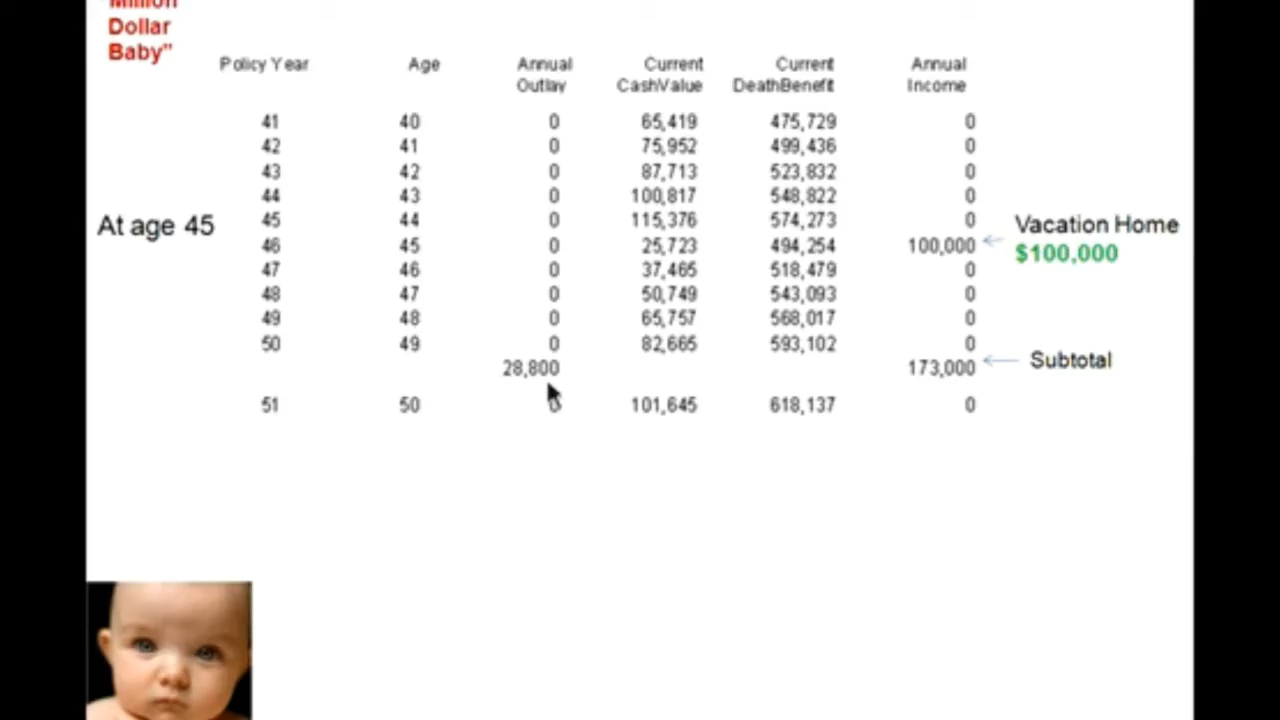 "Million
Dollar
Baby"
Policy Year Age Annual Outlay Current CashValue Current DeathBenefit Annual Income
41 40 0 65,419 475,729 0
42 41 0 75,952 499,436 0
43 42 0 87,713 523,832 0
44 43 0 100,817 548,822 0
At age 45 45 44 0 115,376 574,273 0 Vacation Home
46 45 0 25,723 494,254 100,000 $100,000
47 46 0 37,465 518,479 0
48 47 0 50,749 543,093 0
49 48 0 65,757 568,017 0
50 49 0 82,665 593,102 0
28,800 173,000 Subtotal
51 50 0 101,645 618,137 0